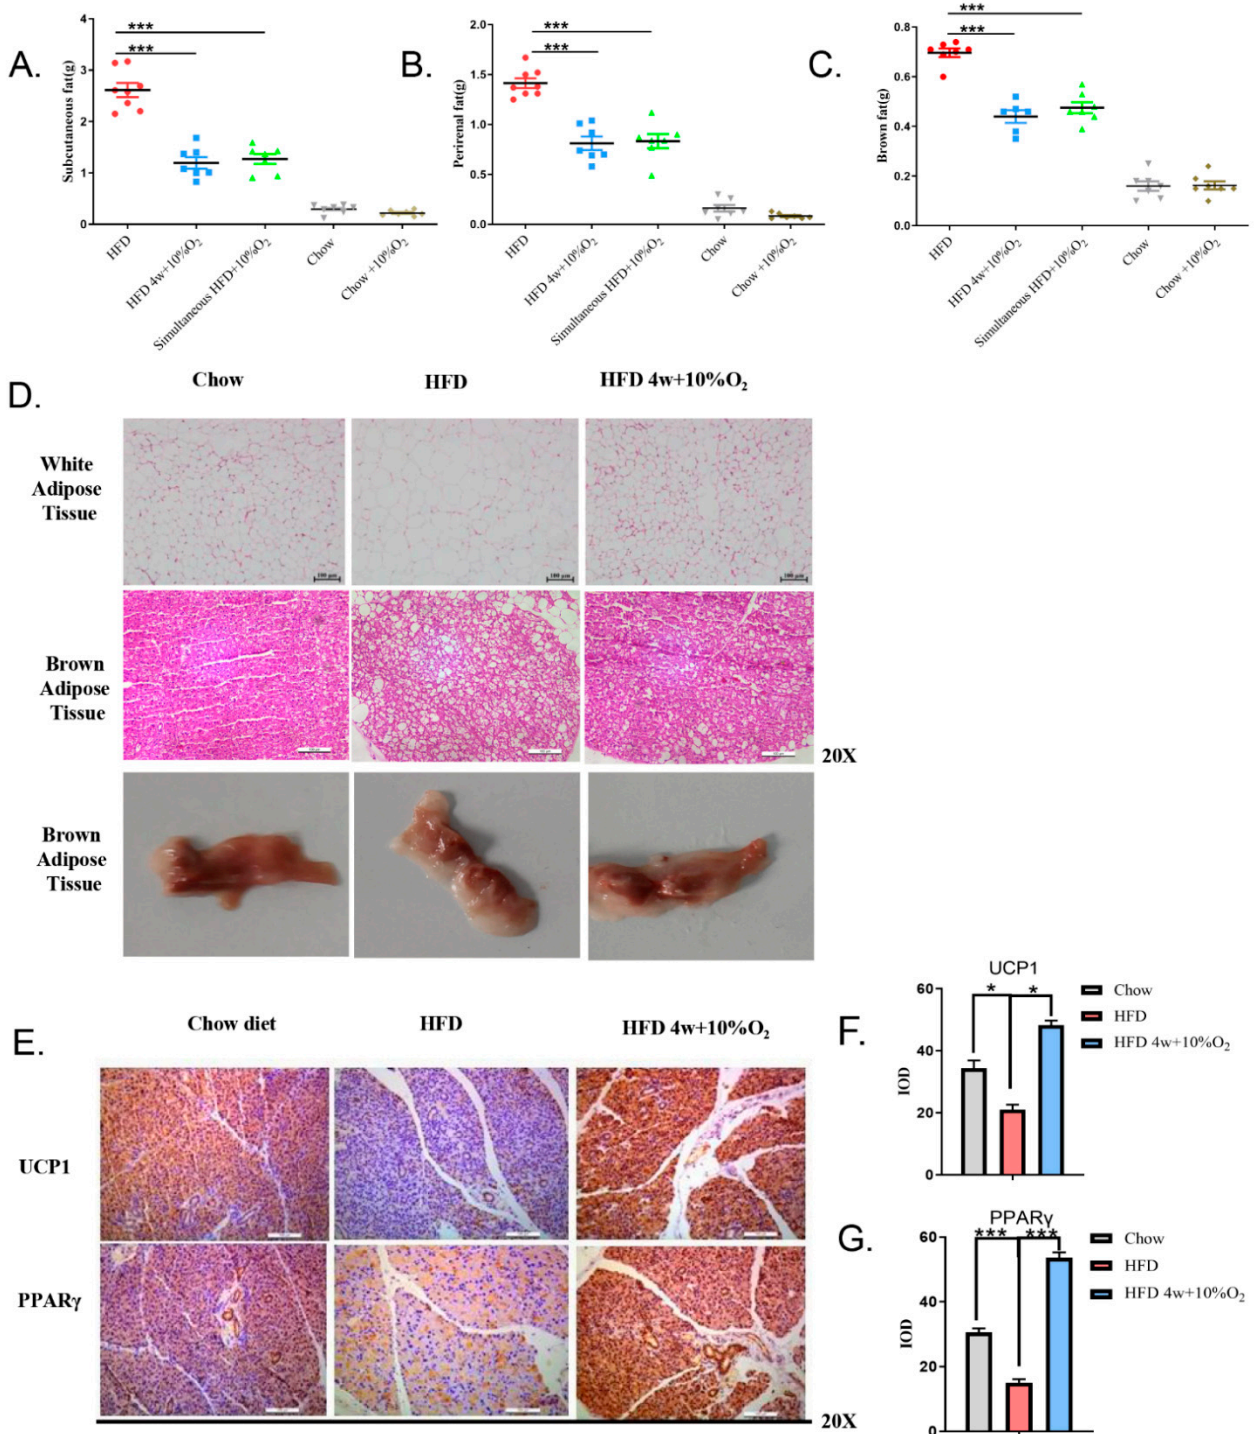 A.
Subcutaneous fat(g)
4
3
2
1
0
***
***
HFD
HFD 4w+10%O₂
Simultaneous HFD+10%O₂
Chow
Chow +10%O₂
B.
Perirenal fat(g)
2.0
1.5
1.0
0.5
0.0
***
***
HFD
HFD 4w+10%O₂
Simultaneous HFD+10%O₂
Chow
Chow +10%O₂
C.
Brown fat(g)
0.8
0.6
0.4
0.2
0.0
***
***
HFD
HFD 4w+10%O₂
Simultaneous HFD+10%O₂
Chow
Chow +10%O₂
D.
Chow
HFD
HFD 4w+10%O₂
White
Adipose
Tissue
100 μm
100 μm
100 μm
Brown
Adipose
Tissue
20X
Brown
Adipose
Tissue
E.
Chow diet
HFD
HFD 4w+10%O₂
UCP1
PPARγ
20X
F.
UCP1
IOD
60
40
20
0
*
*
Chow
HFD
HFD 4w+10%O₂
G.
PPARγ
IOD
60
40
20
0
***
***
Chow
HFD
HFD 4w+10%O₂